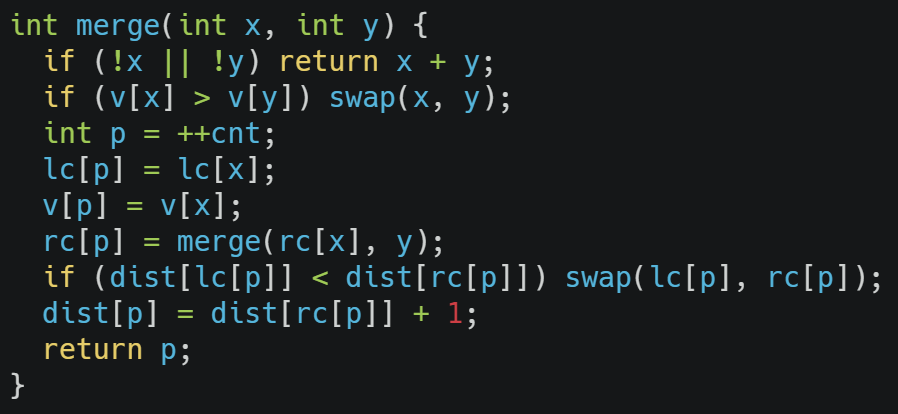 int merge(int x, int y) {
  if (!x || !y) return x + y;
  if (v[x] > v[y]) swap(x, y);
  int p = ++cnt;
  lc[p] = lc[x];
  v[p] = v[x];
  rc[p] = merge(rc[x], y);
  if (dist[lc[p]] < dist[rc[p]]) swap(lc[p], rc[p]);
  dist[p] = dist[rc[p]] + 1;
  return p;
}